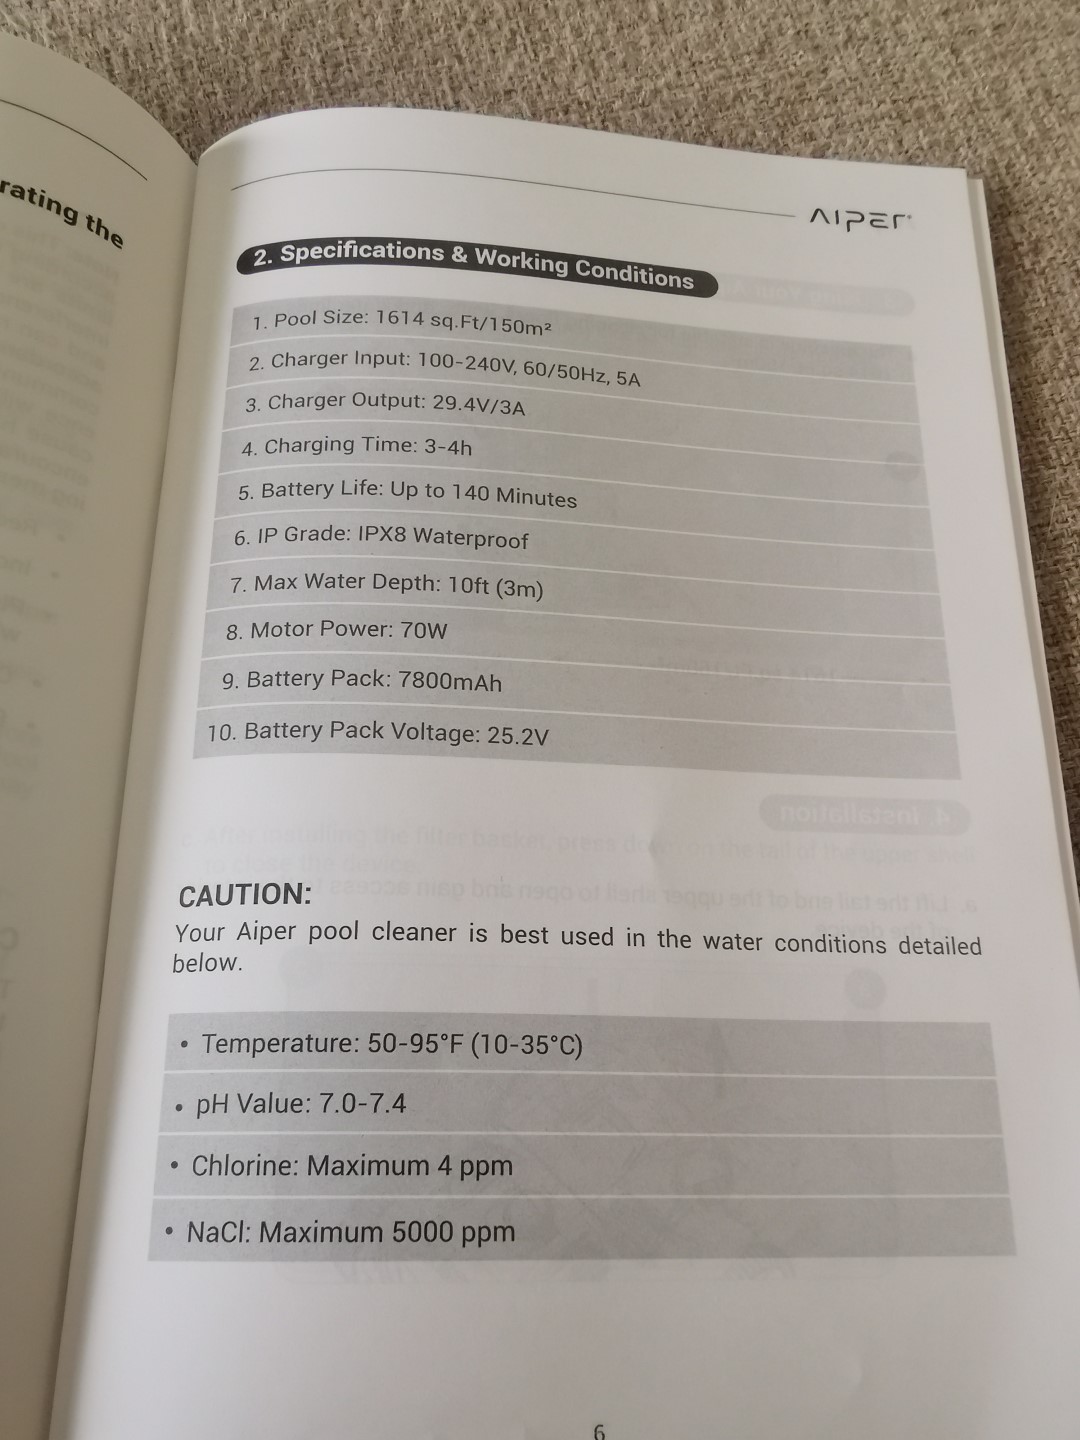 rating the
AIPER
2. Specifications & Working Conditions
1. Pool Size: 1614 sq.Ft/150m²
2. Charger Input: 100-240V, 60/50Hz, 5A
3. Charger Output: 29.4V/3A
4. Charging Time: 3-4h
5. Battery Life: Up to 140 Minutes
6. IP Grade: IPX8 Waterproof
7. Max Water Depth: 10ft (3m)
8. Motor Power: 70W
9. Battery Pack: 7800mAh
10. Battery Pack Voltage: 25.2V
CAUTION:
Your Aiper pool cleaner is best used in the water conditions detailed
below.
• Temperature: 50-95°F (10-35°C)
• pH Value: 7.0-7.4
• Chlorine: Maximum 4 ppm
• NaCl: Maximum 5000 ppm
6